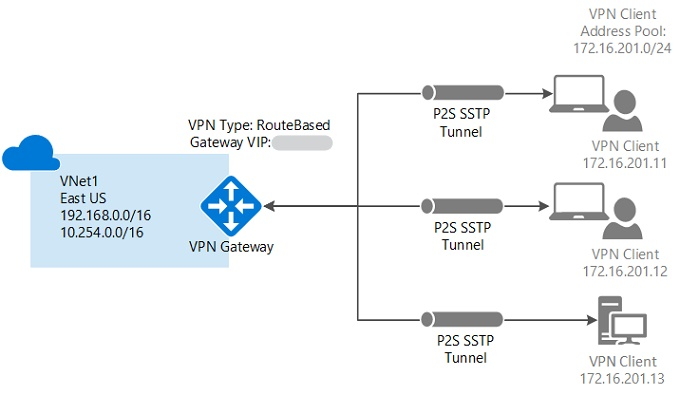 VPN Client
Address Pool:
172.16.201.0/24
P2S SSTP
Tunnel
VPN Type: RouteBased
Gateway VIP:
VPN Client
172.16.201.11
VNet1
East US
192.168.0.0/16
10.254.0.0/16
VPN Gateway
P2S SSTP
Tunnel
VPN Client
172.16.201.12
P2S SSTP
Tunnel
VPN Client
172.16.201.13